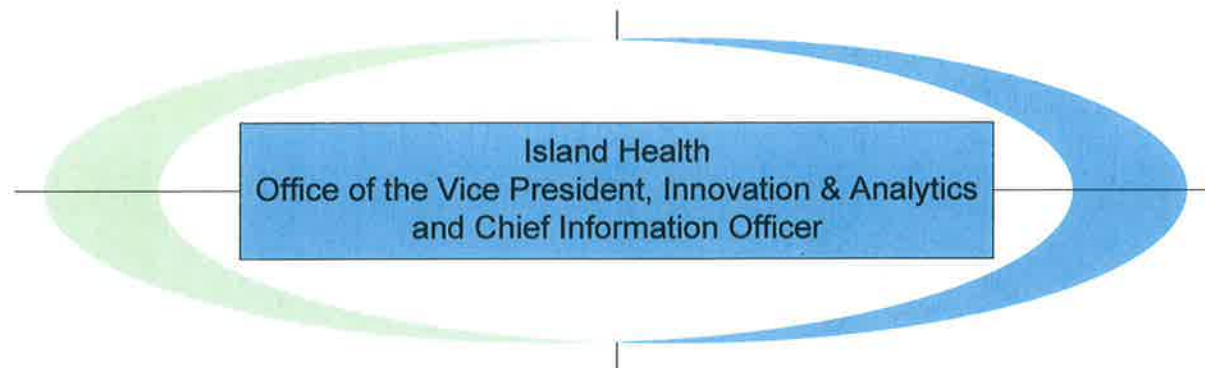 Island Health
Office of the Vice President, Innovation & Analytics
and Chief Information Officer